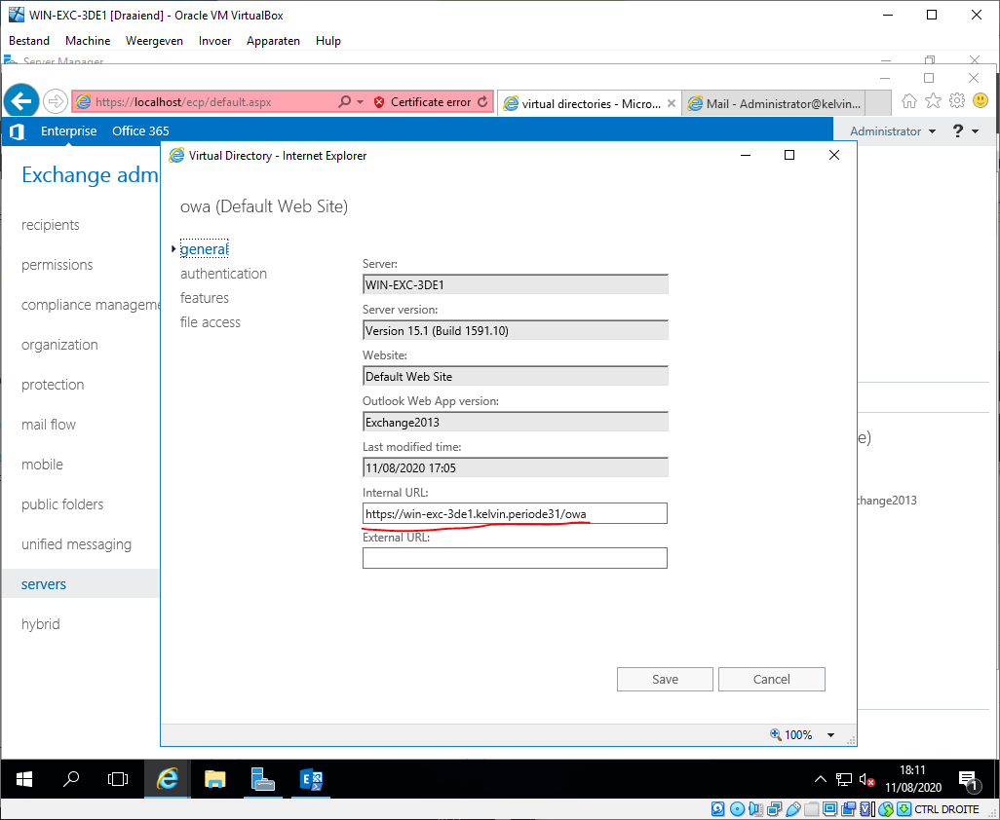 WIN-EXC-3DE1 [Draaiend] - Oracle VM VirtualBox
Bestand Machine Weergeven Invoer Apparaten Hulp
Server Manager
https://localhost/ecp/default.aspx Certificate error virtual directories - Micro... Mail - Administrator@kelvin...
Enterprise Office 365 Administrator ?
Virtual Directory - Internet Explorer
Exchange adm
owa (Default Web Site)
recipients
permissions
compliance manageme
organization
protection
mail flow
mobile
public folders
unified messaging
servers
hybrid
general
authentication
features
file access
Server:
WIN-EXC-3DE1
Server version:
Version 15.1 (Build 1591.10)
Website:
Default Web Site
Outlook Web App version:
Exchange2013
Last modified time:
11/08/2020 17:05
Internal URL:
https://win-exc-3de1.kelvin.periode31/owa
External URL:
e)
change2013
Save Cancel
100%
18:11
11/08/2020
1
CTRL DROITE